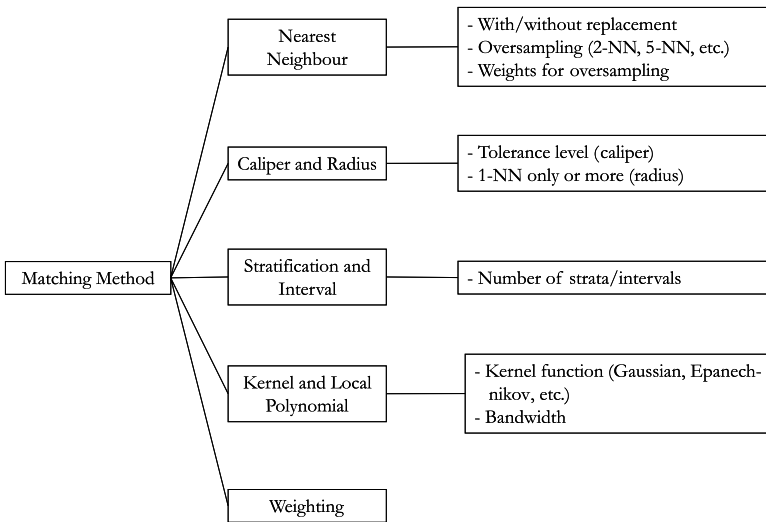 Nearest
Neighbour
- With/without replacement
- Oversampling (2-NN, 5-NN, etc.)
- Weights for oversampling
Caliper and Radius
- Tolerance level (caliper)
- 1-NN only or more (radius)
Matching Method
Stratification and
Interval
- Number of strata/intervals
Kernel and Local
Polynomial
- Kernel function (Gaussian, Epanech-
nikov, etc.)
- Bandwidth
Weighting